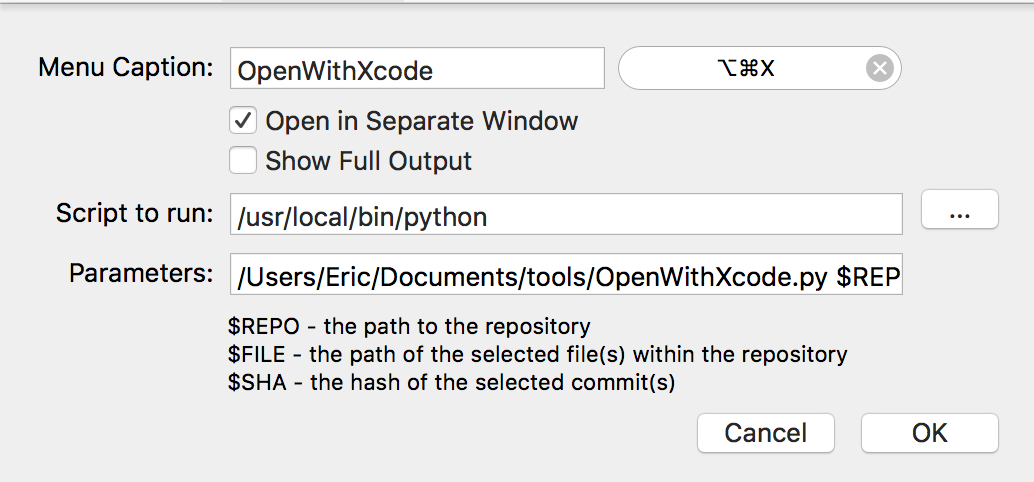 Menu Caption: OpenWithXcode ⌥⌘X
Open in Separate Window
Show Full Output
Script to run: /usr/local/bin/python ...
Parameters: /Users/Eric/Documents/tools/OpenWithXcode.py $REP
$REPO - the path to the repository
$FILE - the path of the selected file(s) within the repository
$SHA - the hash of the selected commit(s)
Cancel OK